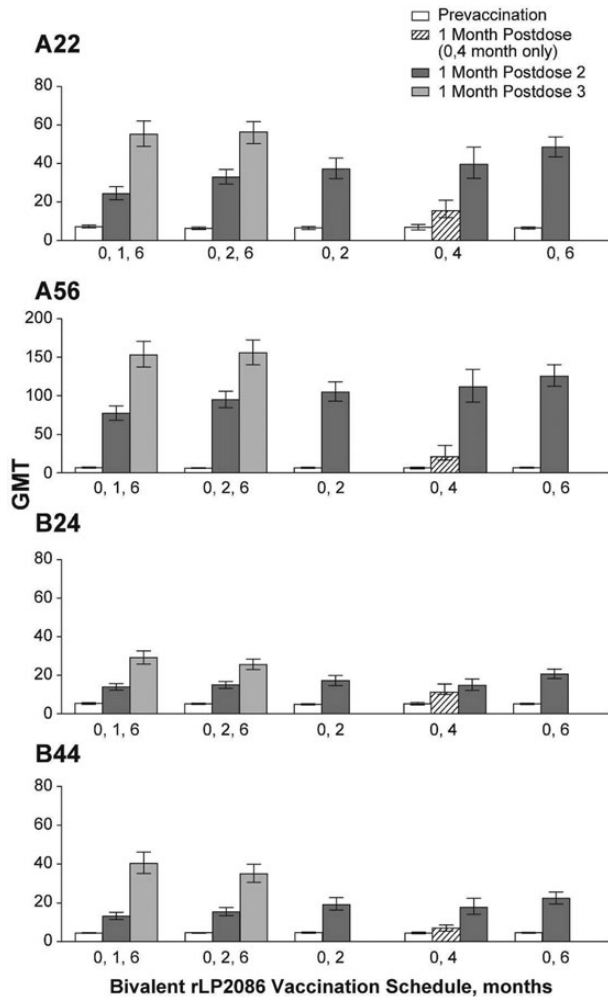 Prevaccination
1 Month Postdose
(0,4 month only)
1 Month Postdose 2
1 Month Postdose 3
A22
80
60
40
20
0
0, 1, 6
0, 2, 6
0, 2
0, 4
0, 6
A56
200
150
100
50
0
0, 1, 6
0, 2, 6
0, 2
0, 4
0, 6
GMT
B24
80
60
40
20
0
0, 1, 6
0, 2, 6
0, 2
0, 4
0, 6
B44
80
60
40
20
0
0, 1, 6
0, 2, 6
0, 2
0, 4
0, 6
Bivalent rLP2086 Vaccination Schedule, months